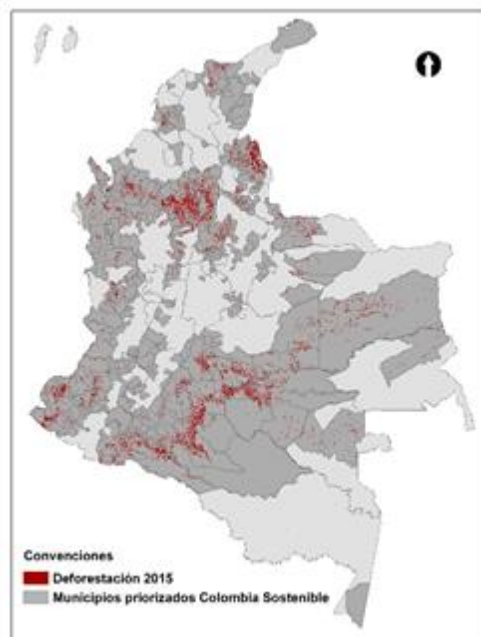 Convenciones
Deforestación 2015
Municipios priorizados Colombia Sostenible